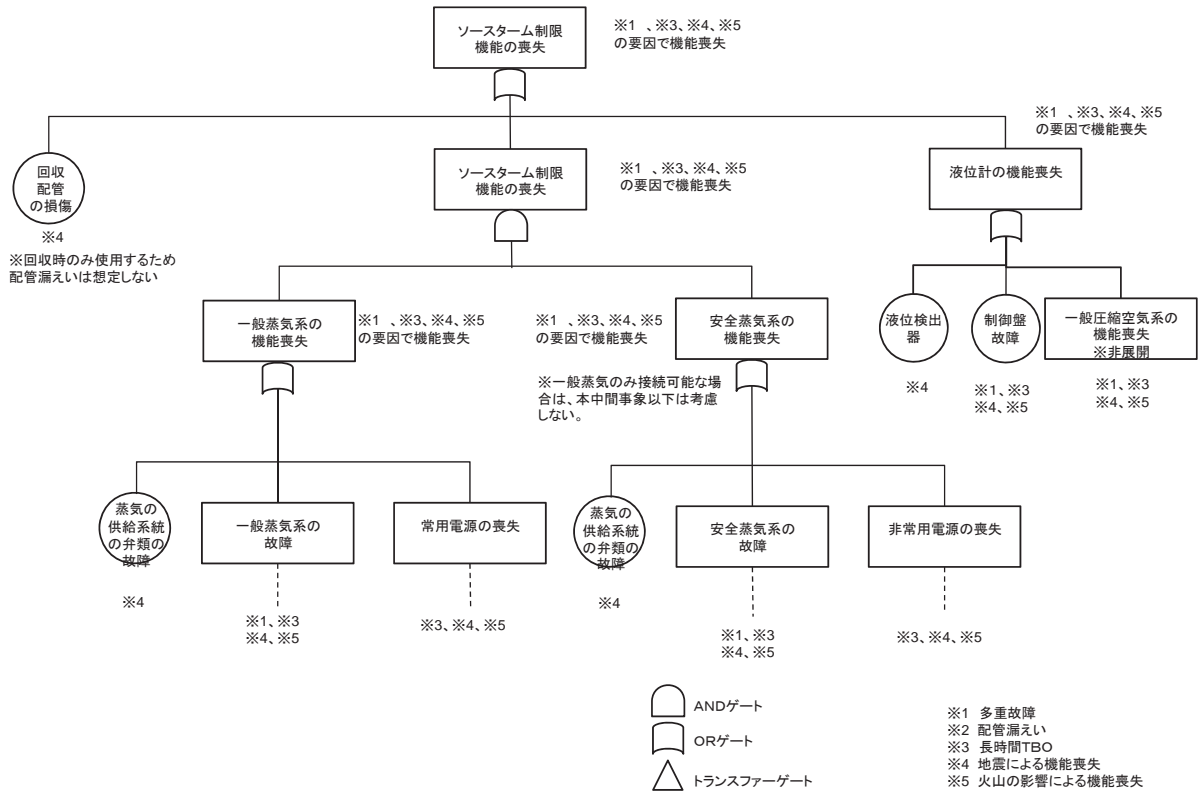 ソースターム制限
機能の喪失
※1 、※3、※4、※5
の要因で機能喪失
回収
配管
の損傷
※4
※回収時のみ使用するため
配管漏えいは想定しない
ソースターム制限
機能の喪失
※1 、※3、※4、※5
の要因で機能喪失
※1 、※3、※4、※5
の要因で機能喪失
液位計の機能喪失
一般蒸気系の
機能喪失
※1 、※3、※4、※5
の要因で機能喪失
※1 、※3、※4、※5
の要因で機能喪失
安全蒸気系の
機能喪失
※一般蒸気のみ接続可能な場
合は、本中間事象以下は考慮
しない。
液位検出
器
※4
制御盤
故障
※1、※3
※4、※5
一般圧縮空気系の
機能喪失
※非展開
※1、※3
※4、※5
蒸気の
供給系統
の弁類の
故障
※4
一般蒸気系の
故障
※1、※3
※4、※5
常用電源の喪失
※3、※4、※5
蒸気の
供給系統
の弁類の
故障
※4
安全蒸気系の
故障
※1、※3
※4、※5
非常用電源の喪失
※3、※4、※5
ANDゲート
ORゲート
トランスファーゲート
※1 多重故障
※2 配管漏えい
※3 長時間TBO
※4 地震による機能喪失
※5 火山の影響による機能喪失